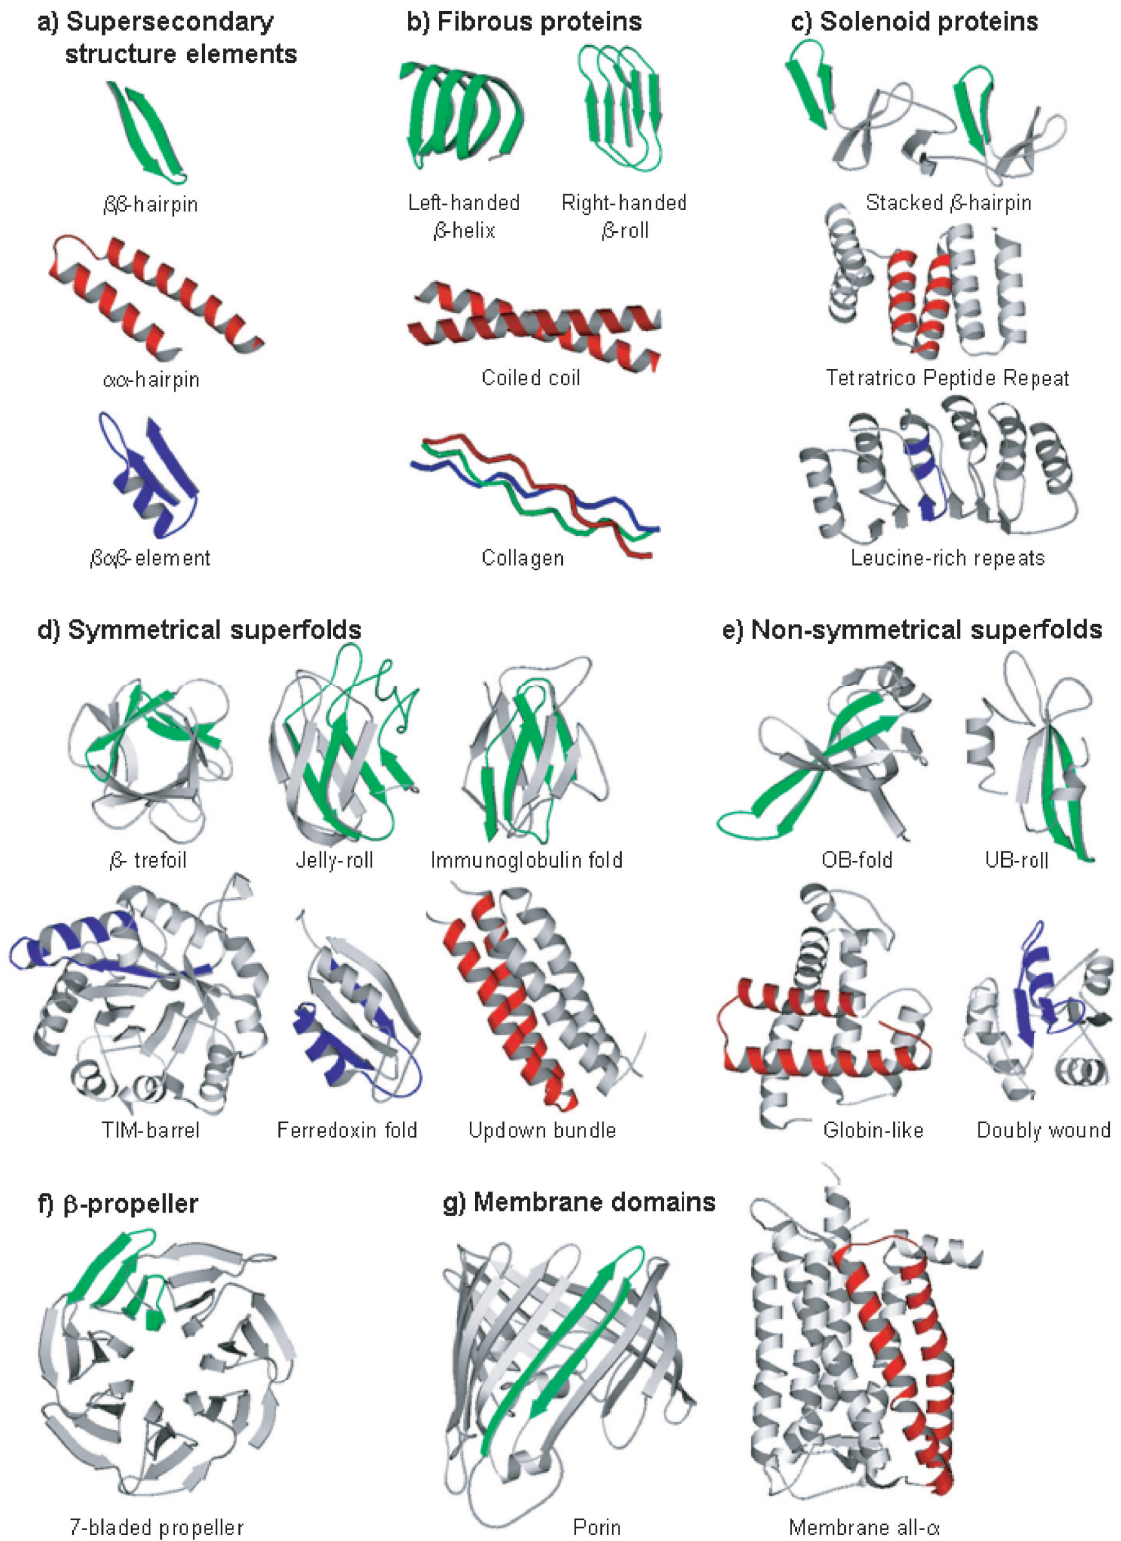 a) Supersecondary
structure elements
b) Fibrous proteins
c) Solenoid proteins
ββ-hairpin
Left-handed
β-helix
Right-handed
β-roll
Stacked β-hairpin
αα-hairpin
Coiled coil
Tetratrico Peptide Repeat
βαβ-element
Collagen
Leucine-rich repeats
d) Symmetrical superfolds
e) Non-symmetrical superfolds
β- trefoil
Jelly-roll
Immunoglobulin fold
OB-fold
UB-roll
TIM-barrel
Ferredoxin fold
Updown bundle
Globin-like
Doubly wound
f) β-propeller
g) Membrane domains
7-bladed propeller
Porin
Membrane all-α